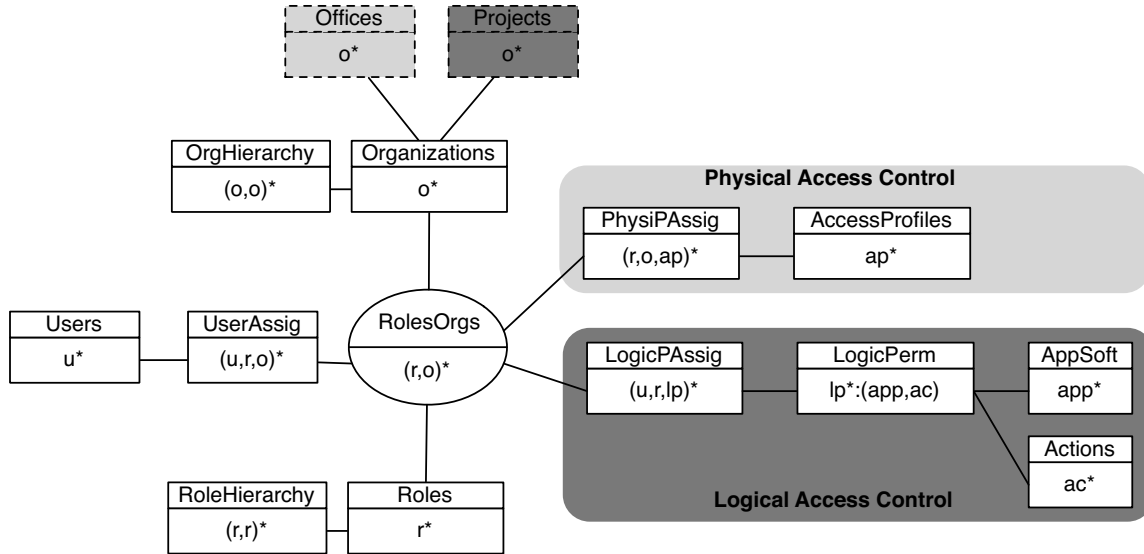 Offices
o*
Projects
o*
OrgHierarchy
(o,o)*
Organizations
o*
Physical Access Control
PhysiPAssig
(r,o,ap)*
AccessProfiles
ap*
Users
u*
UserAssig
(u,r,o)*
RolesOrgs
(r,o)*
LogicPAssig
(u,r,lp)*
LogicPerm
lp*:(app,ac)
AppSoft
app*
Actions
ac*
Logical Access Control
RoleHierarchy
(r,r)*
Roles
r*